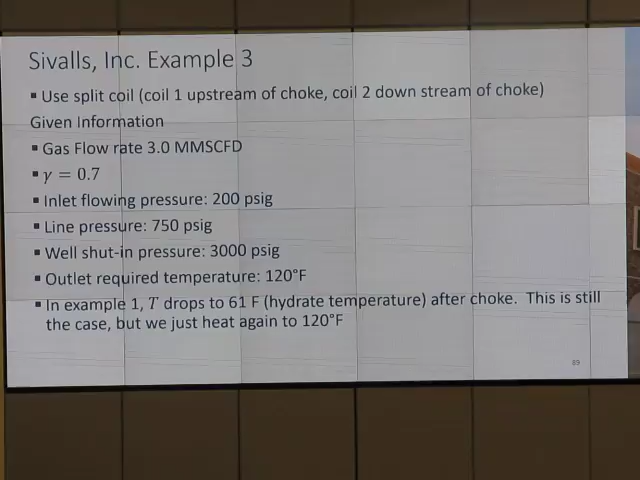 Sivalls, Inc. Example 3
▪ Use split coil (coil 1 upstream of choke, coil 2 down stream of choke)
Given Information
▪ Gas Flow rate 3.0 MMSCFD
▪ γ = 0.7
▪ Inlet flowing pressure: 200 psig
▪ Line pressure: 750 psig
▪ Well shut-in pressure: 3000 psig
▪ Outlet required temperature: 120°F
▪ In example 1, T drops to 61 F (hydrate temperature) after choke. This is still
the case, but we just heat again to 120°F